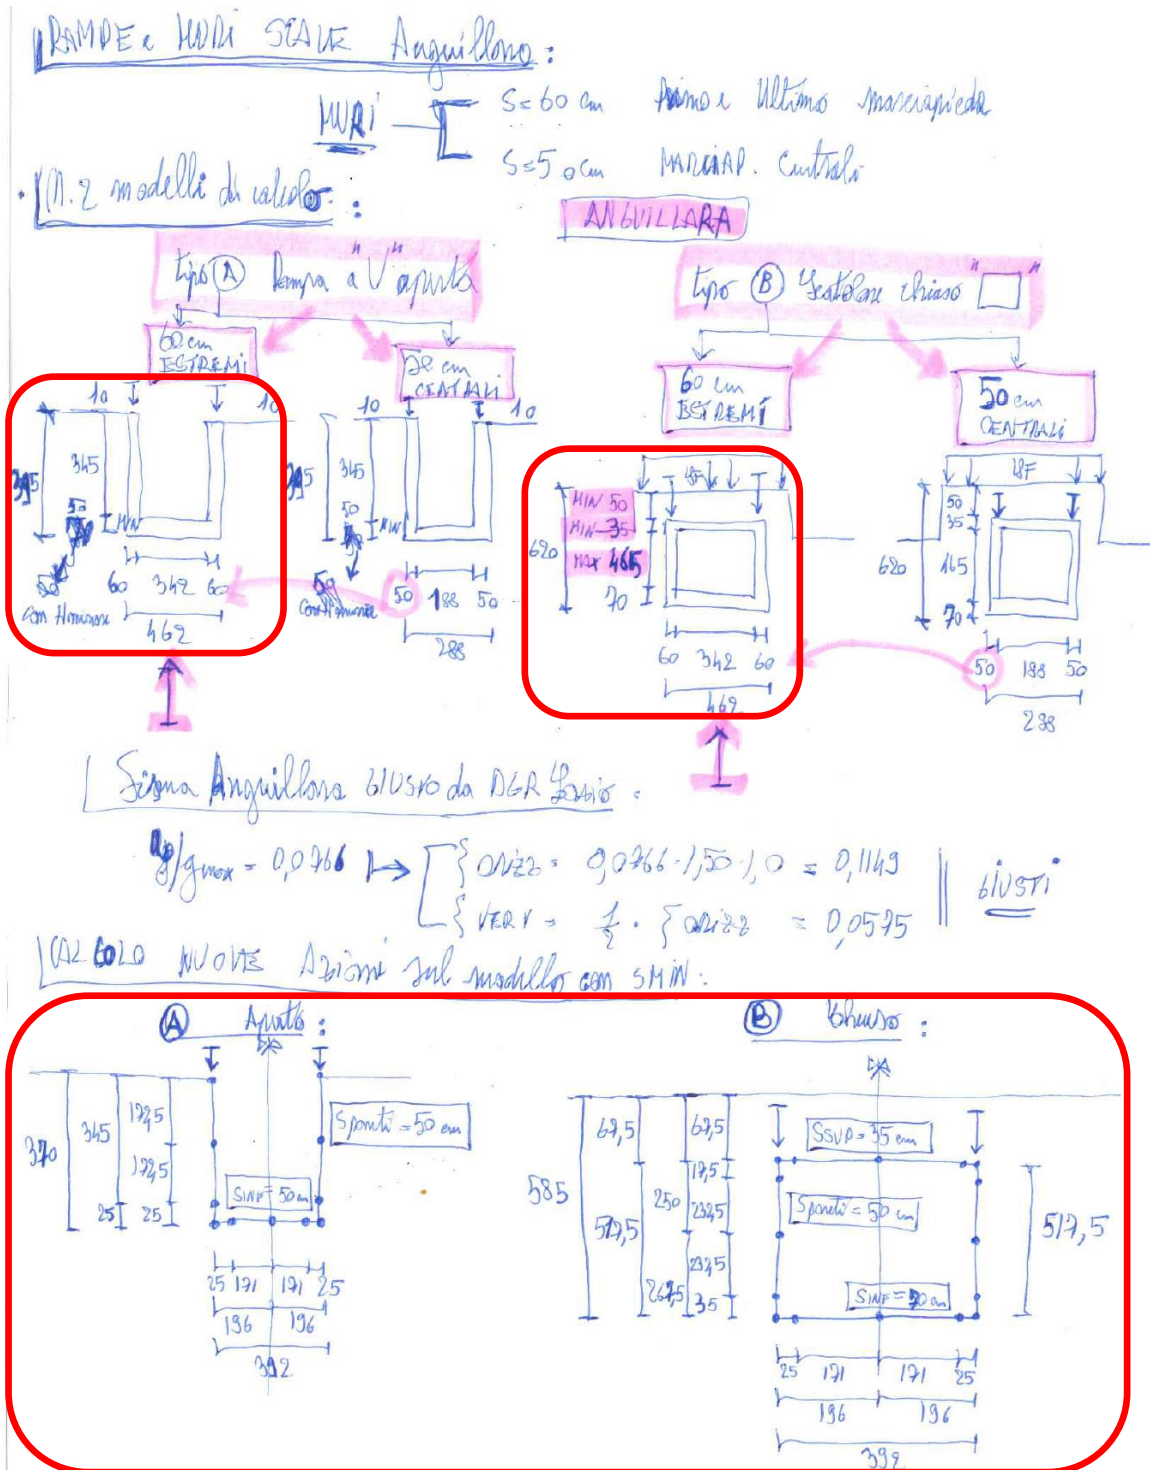 RAMPE e MURI SCALE Anguillara :
MURI
S=60 cm Primo e Ultimo marciapiede
S=50 cm MARCIAP. Centrali
N. 2 modelli di calcolo :
ANGUILLARA
tipo A Rampa a "U" aperta
tipo B Scatolare chiuso " "
60 cm
ESTREMI
50 cm
CENTRALI
60 cm
ESTREMI
50 cm
CENTRALI
10 10
395 345
50 MIN
50
60 342 60
462
10 10
395 345
50 MIN
50
50 188 50
288
MIN 50
MIN 35
MAX 465
620
70
60 342 60
462
50
35
620 465
70
50 188 50
288
Sisma Anguillara GIUSTO da DGR Lazio :
ag/gmax = 0,0766
orizz = 0,0766·1,50·1,0 = 0,1149
VERT = 1/2 · orizz = 0,0575
GIUSTI
CALCOLO NUOVE Azioni sul modello con SMIN :
A Aperto :
370 345 172,5
172,5
25 25
Spareti = 50 cm
SINF = 50 cm
25 171 171 25
196 196
392
B Chiuso :
67,5 67,5
585 517,5
250 17,5
232,5
267,5 232,5
35
SSUP = 35 cm
Spareti = 50 cm
SINF = 70 cm
517,5
25 171 171 25
196 196
392